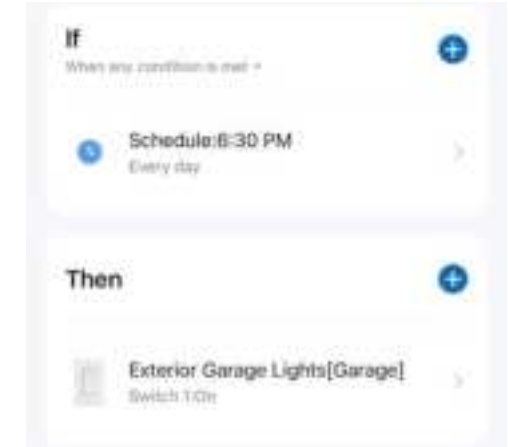 If
When any condition is met
Schedule:6:30 PM
Every day
Then
Exterior Garage Lights[Garage]
Switch 1:On